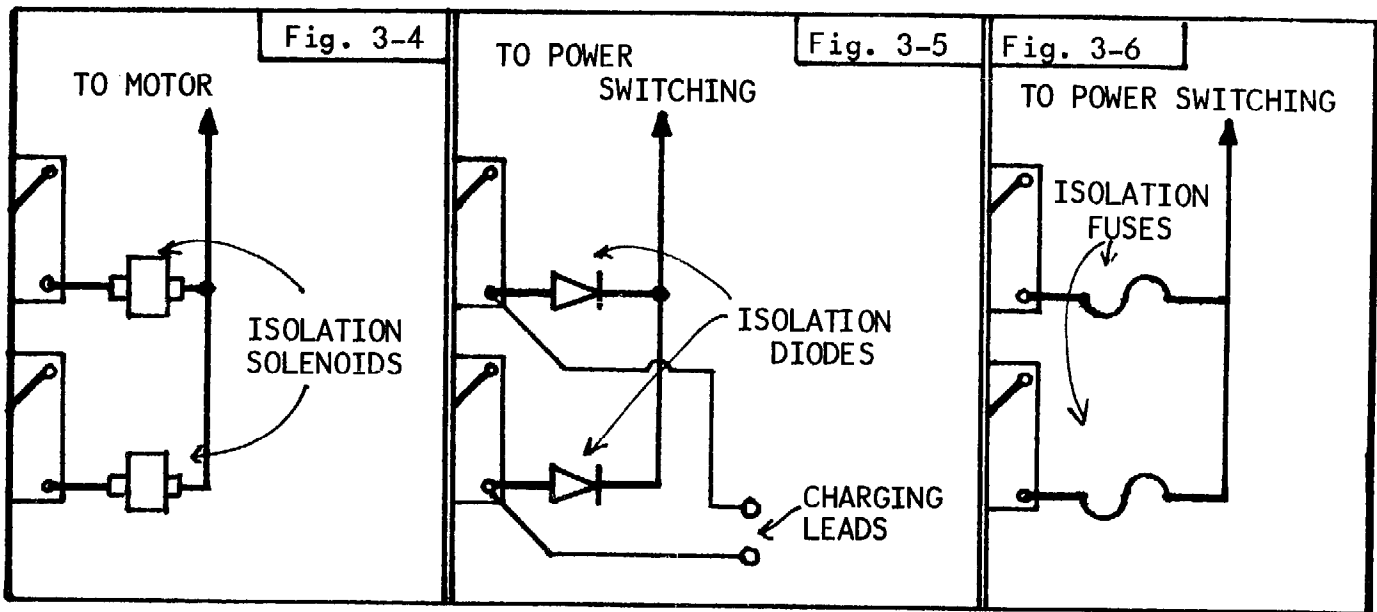 Fig. 3-4
TO MOTOR
ISOLATION
SOLENOIDS
Fig. 3-5
TO POWER
SWITCHING
ISOLATION
DIODES
CHARGING
LEADS
Fig. 3-6
TO POWER SWITCHING
ISOLATION
FUSES